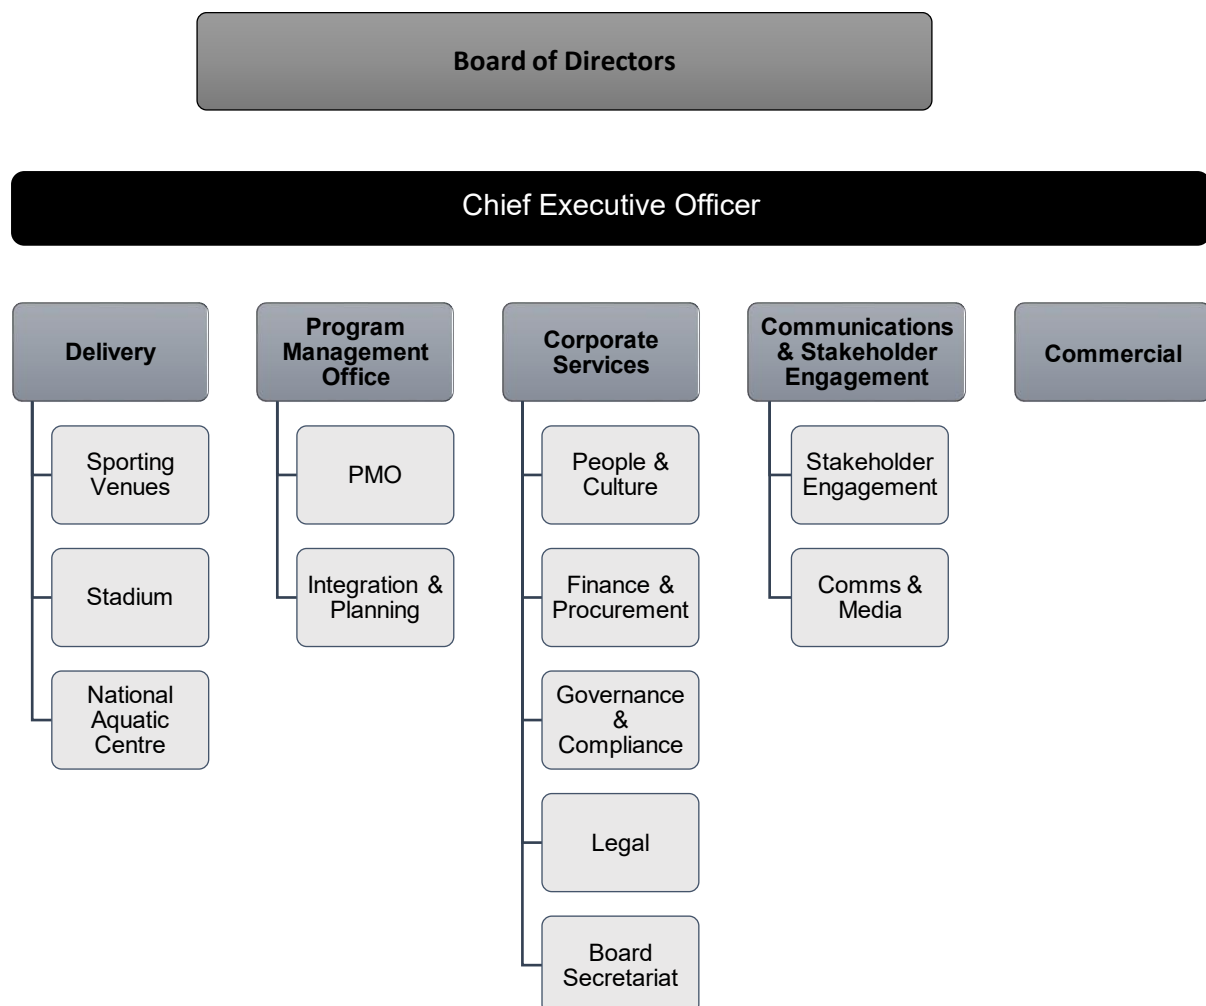 Board of Directors
Chief Executive Officer
Delivery
Sporting
Venues
Stadium
National
Aquatic
Centre
Program
Management
Office
PMO
Integration &
Planning
Corporate
Services
People &
Culture
Finance &
Procurement
Governance
&
Compliance
Legal
Board
Secretariat
Communications
& Stakeholder
Engagement
Stakeholder
Engagement
Comms &
Media
Commercial